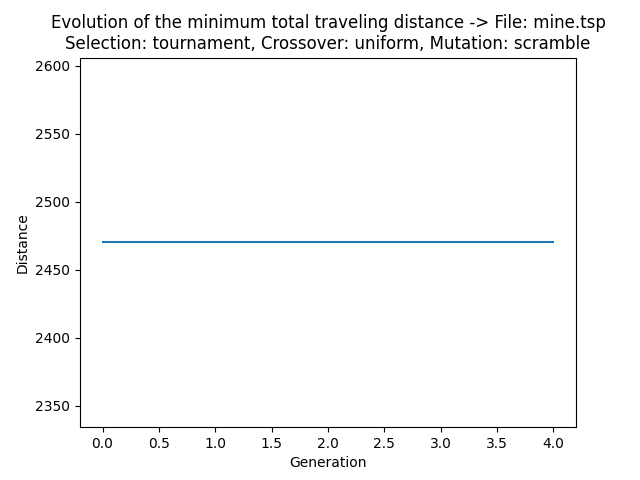 Evolution of the minimum total traveling distance -> File: mine.tsp
Selection: tournament, Crossover: uniform, Mutation: scramble
2600
2550
2500
2450
2400
2350
Distance
0.0 0.5 1.0 1.5 2.0 2.5 3.0 3.5 4.0
Generation